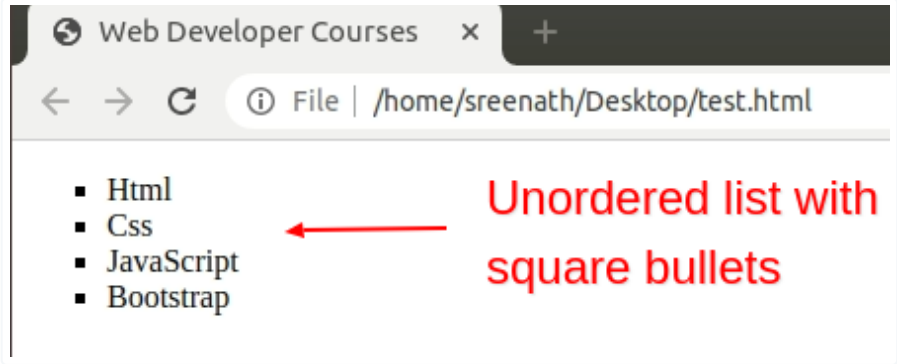 Web Developer Courses
File | /home/sreenath/Desktop/test.html
Html
Css
JavaScript
Bootstrap
Unordered list with
square bullets